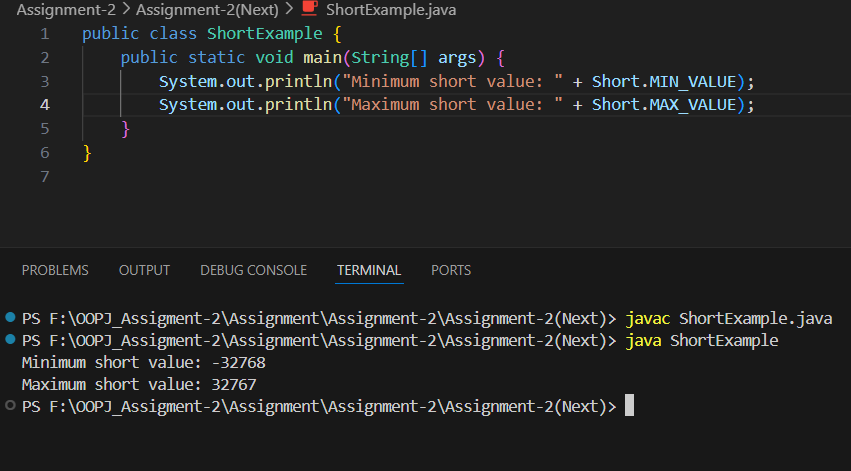 Assignment-2 > Assignment-2(Next) > ShortExample.java
1 public class ShortExample {
2 public static void main(String[] args) {
3 System.out.println("Minimum short value: " + Short.MIN_VALUE);
4 System.out.println("Maximum short value: " + Short.MAX_VALUE);
5 }
6 }
7
PROBLEMS OUTPUT DEBUG CONSOLE TERMINAL PORTS
PS F:\OOPJ_Assigment-2\Assignment\Assignment-2\Assignment-2(Next)> javac ShortExample.java
PS F:\OOPJ_Assigment-2\Assignment\Assignment-2\Assignment-2(Next)> java ShortExample
Minimum short value: -32768
Maximum short value: 32767
PS F:\OOPJ_Assigment-2\Assignment\Assignment-2\Assignment-2(Next)>